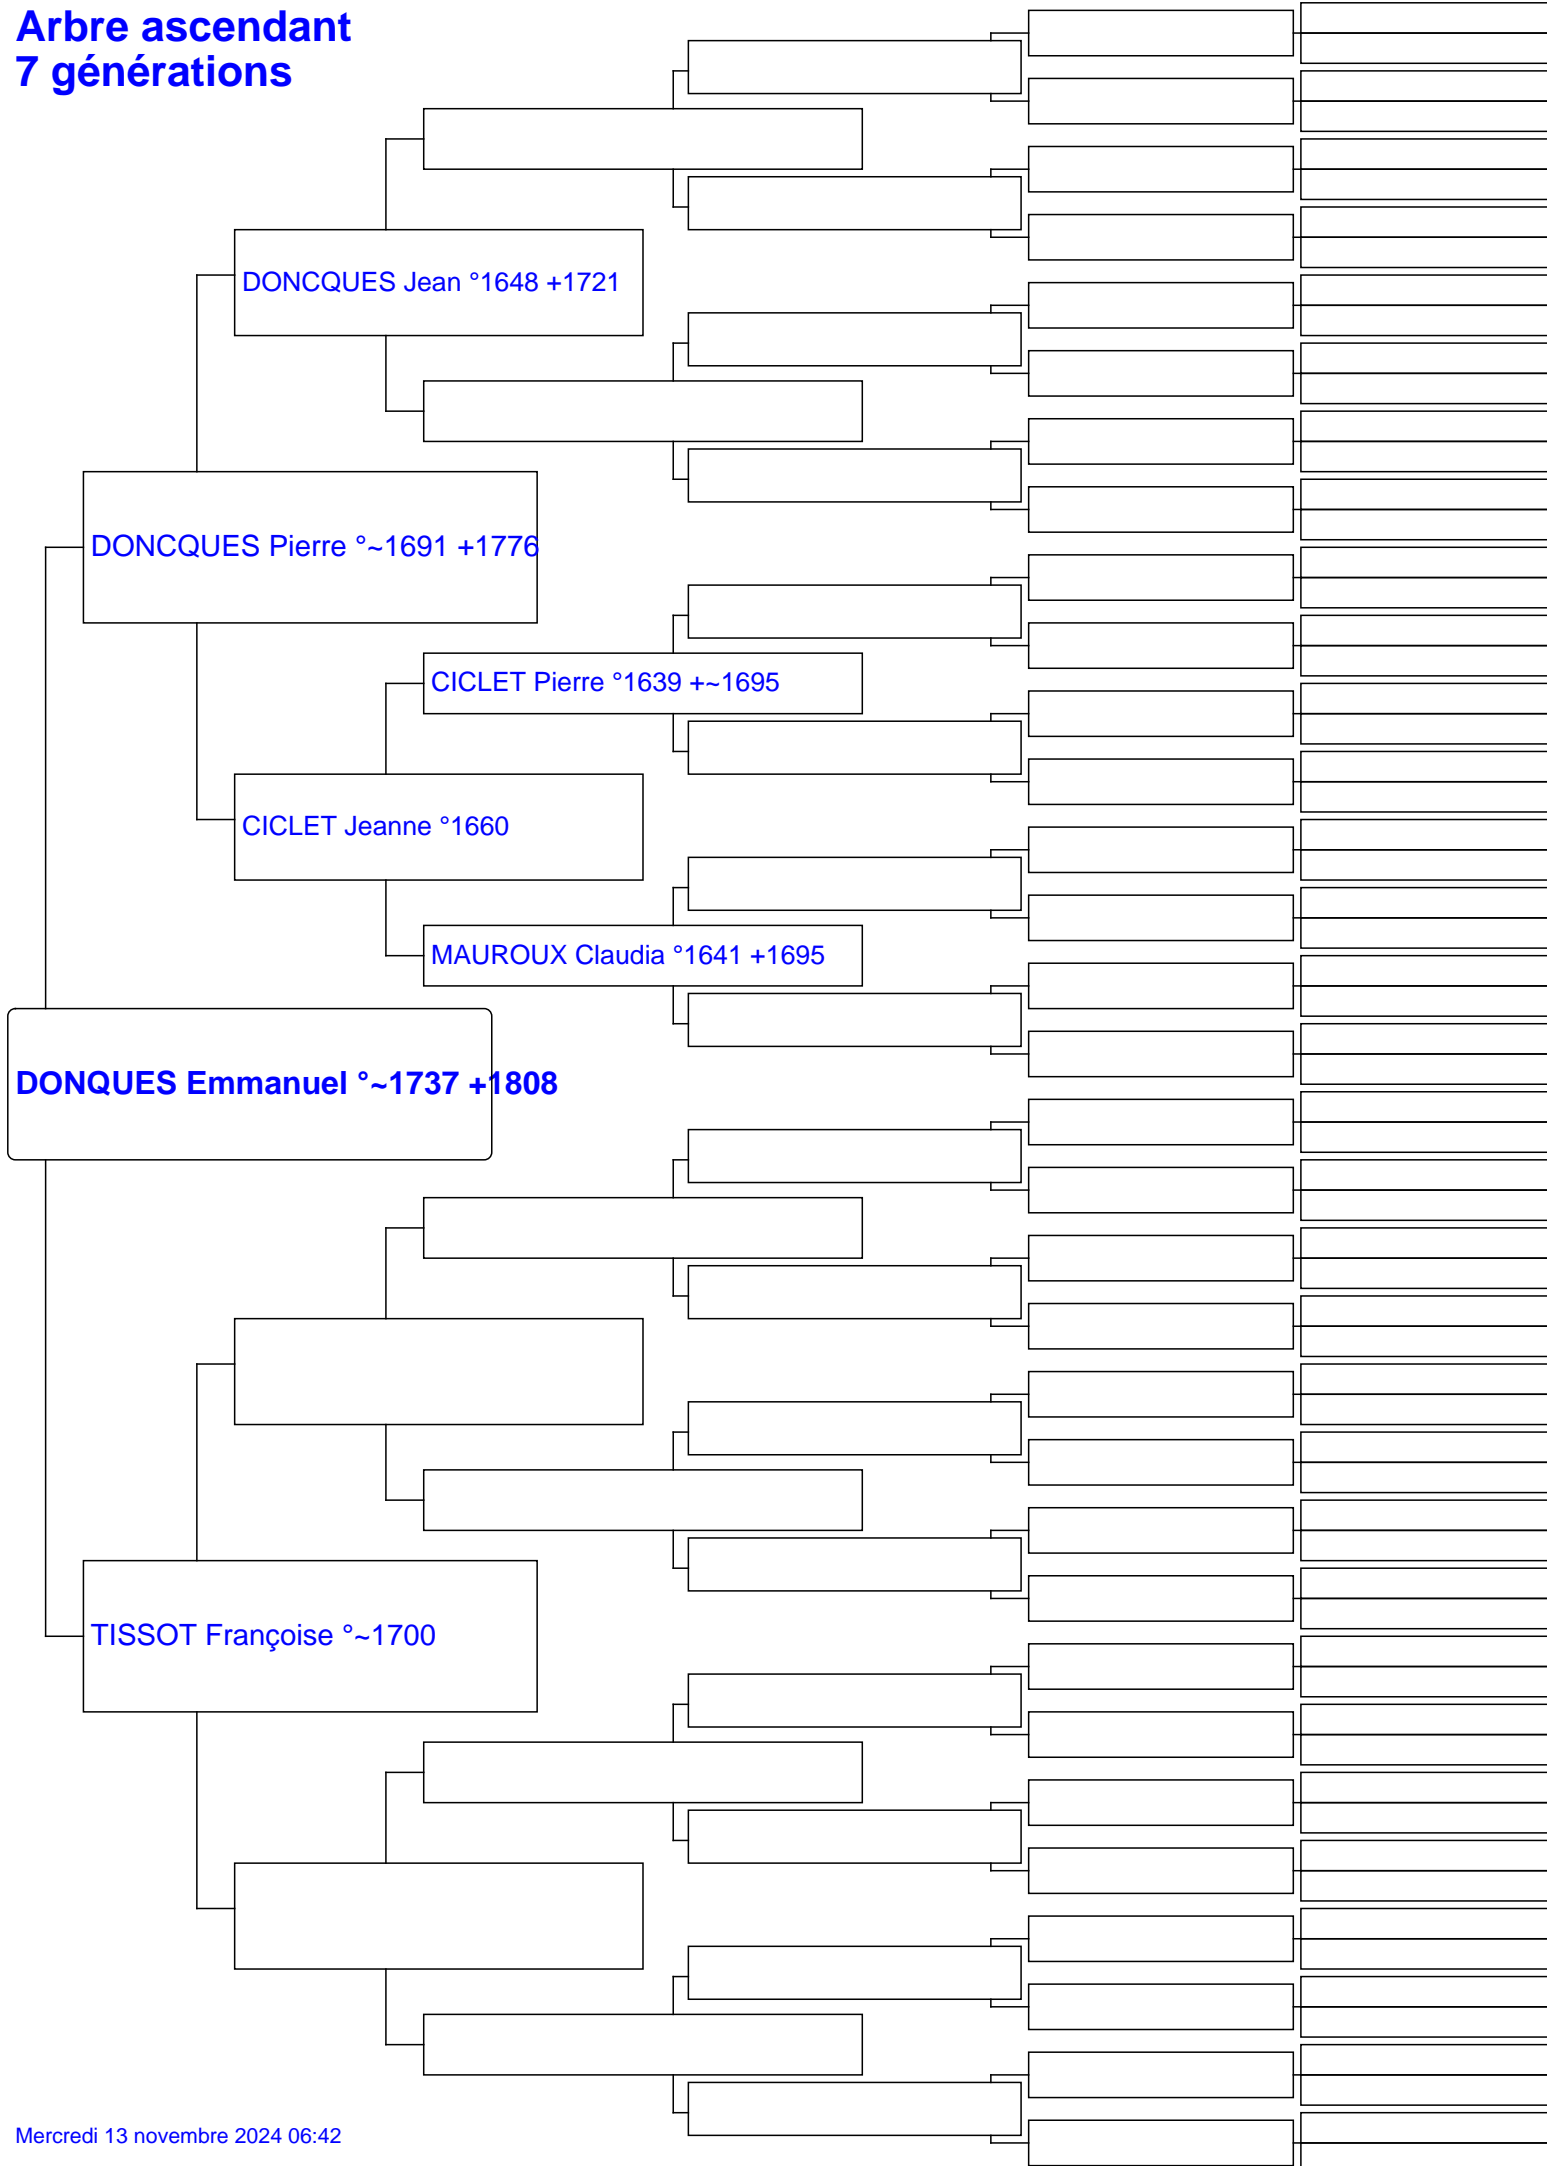 Arbre ascendant
7 générations
DONCQUES Jean °1648 +1721
DONCQUES Pierre °~1691 +1776
CICLET Pierre °1639 +~1695
CICLET Jeanne °1660
MAUROUX Claudia °1641 +1695
DONQUES Emmanuel °~1737 +1808
TISSOT Françoise °~1700
Mercredi 13 novembre 2024 06:42